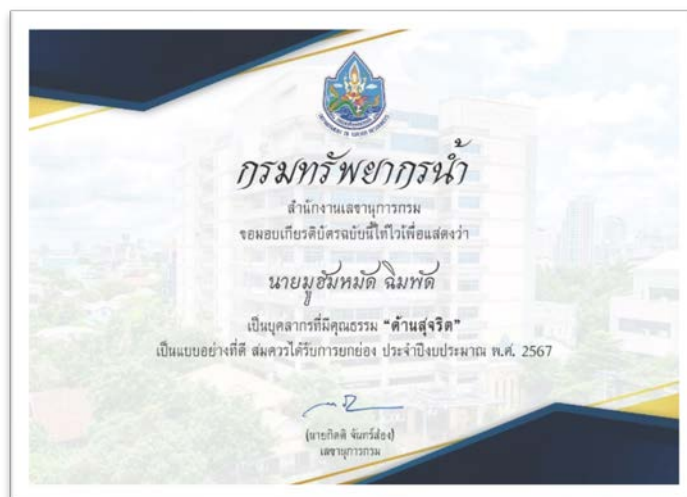 กรมทรัพยากรน้ำ
สำนักงานเลขานุการกรม
ขอมอบเกียรติบัตรฉบับนี้ให้ไว้เพื่อแสดงว่า
นายมูฮัมหมัด ฉิมพัด
เป็นบุคลากรที่มีคุณธรรม “ด้านสุจริต”
เป็นแบบอย่างที่ดี สมควรได้รับการยกย่อง ประจำปีงบประมาณ พ.ศ. 2567
(นายกิตติ จันทร์ส่อง)
เลขานุการกรม